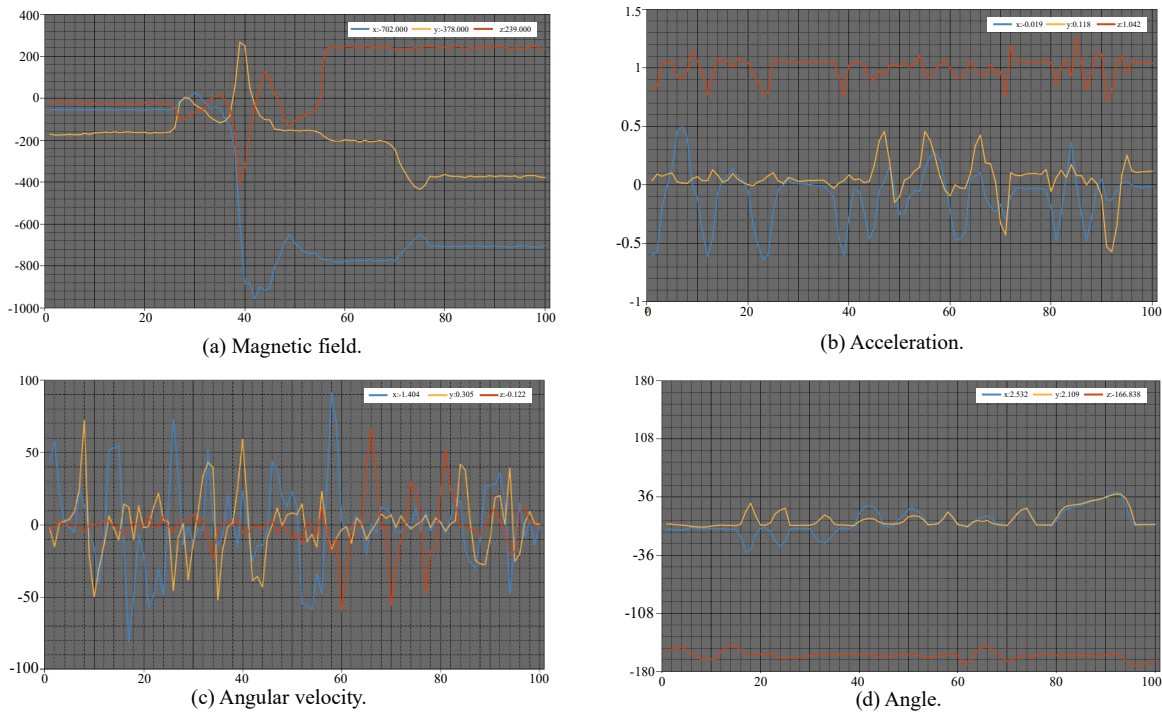 400
200
0
-200
-400
-600
-800
-1000
x:-702.000 y:-378.000 z:239.000
0 20 40 60 80 100
(a) Magnetic field.
1.5
1
0.5
0
-0.5
-1
x:-0.019 y:0.118 z:1.042
0 20 40 60 80 100
(b) Acceleration.
100
50
0
-50
-100
x:-1.404 y:0.305 z:-0.122
0 20 40 60 80 100
(c) Angular velocity.
180
108
36
-36
-108
-180
x:2.532 y:2.109 z:-166.838
0 20 40 60 80 100
(d) Angle.